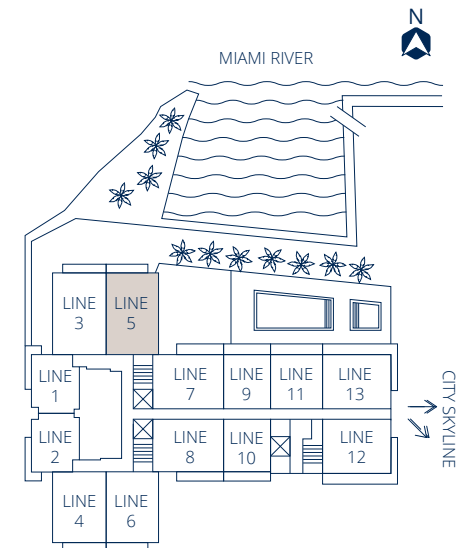 N
MIAMI RIVER
LINE
3
LINE
5
LINE
1
LINE
7
LINE
9
LINE
11
LINE
13
CITY SKYLINE
LINE
2
LINE
8
LINE
10
LINE
12
LINE
4
LINE
6